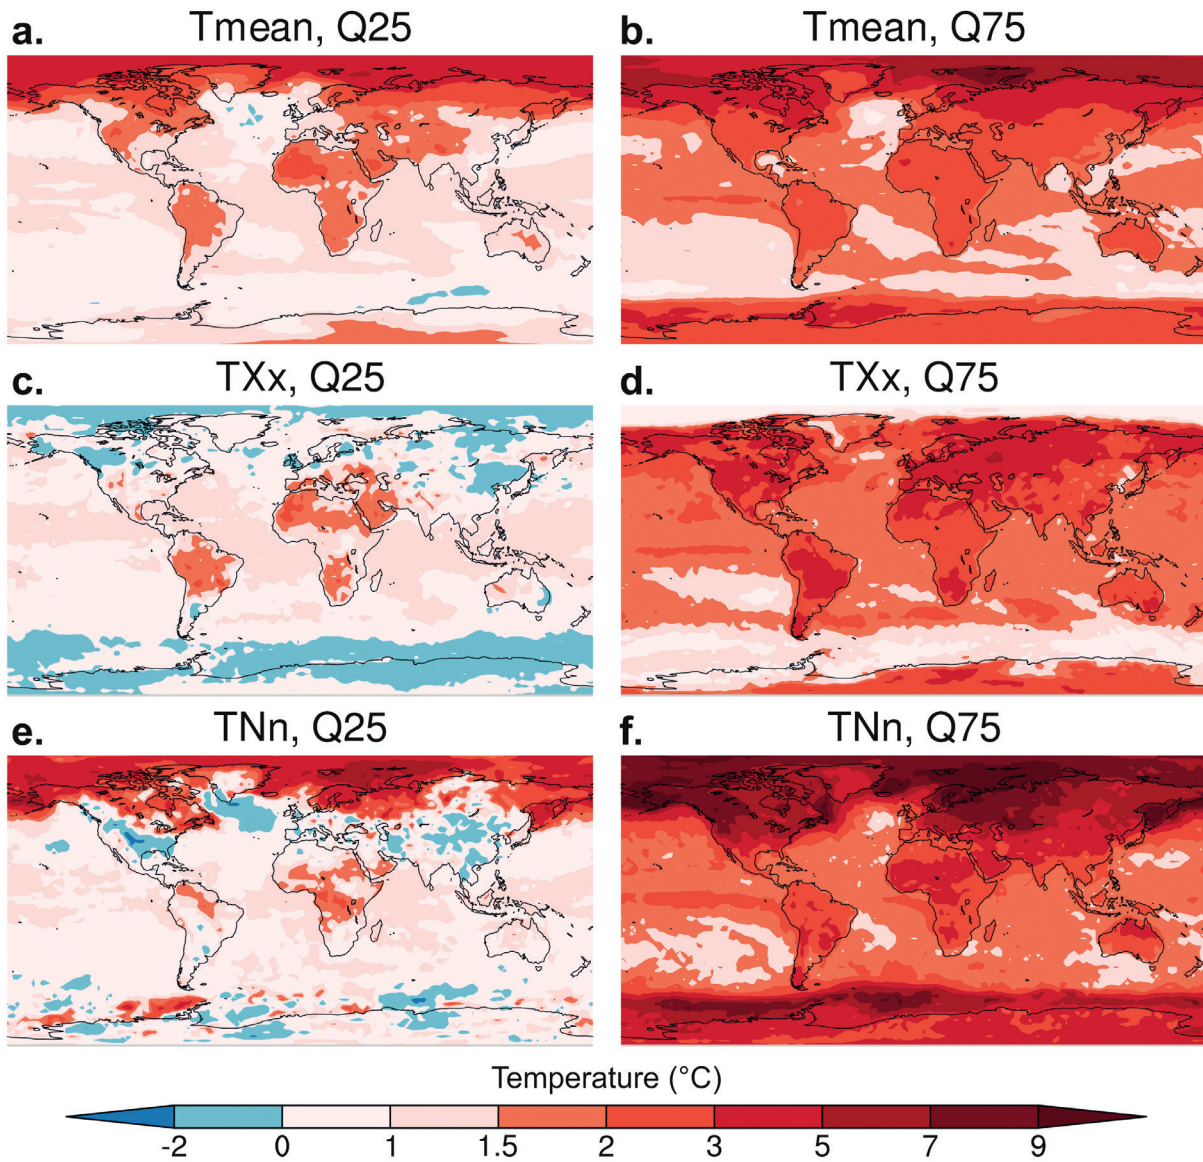 a. Tmean, Q25
b. Tmean, Q75
c. TXx, Q25
d. TXx, Q75
e. TNn, Q25
f. TNn, Q75
Temperature (°C)
-2 0 1 1.5 2 3 5 7 9